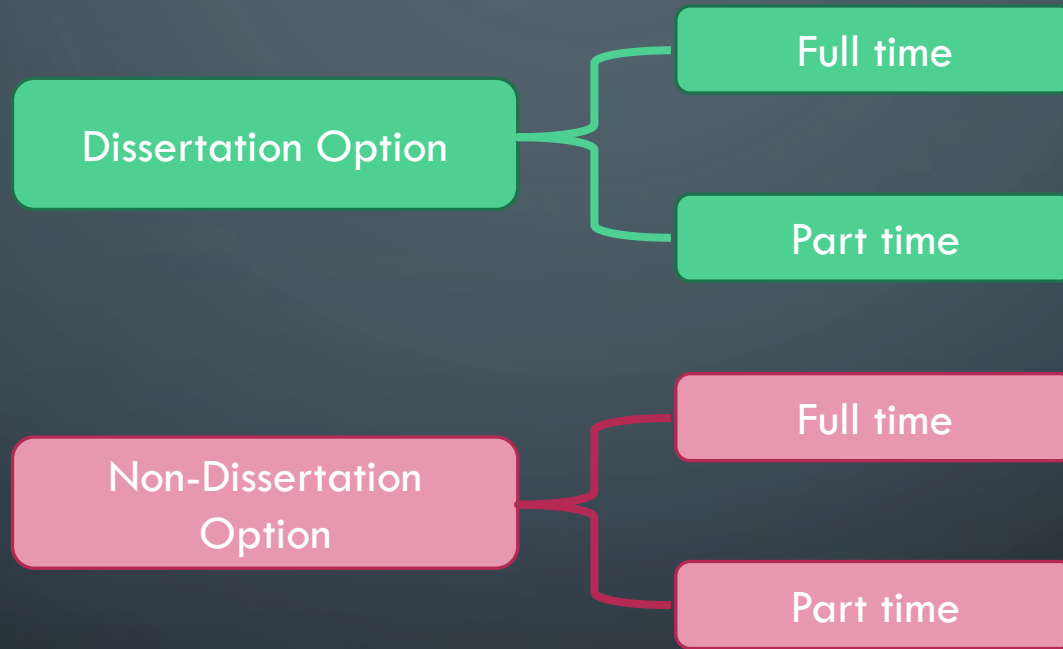 Dissertation Option
Full time
Part time
Non-Dissertation
Option
Full time
Part time